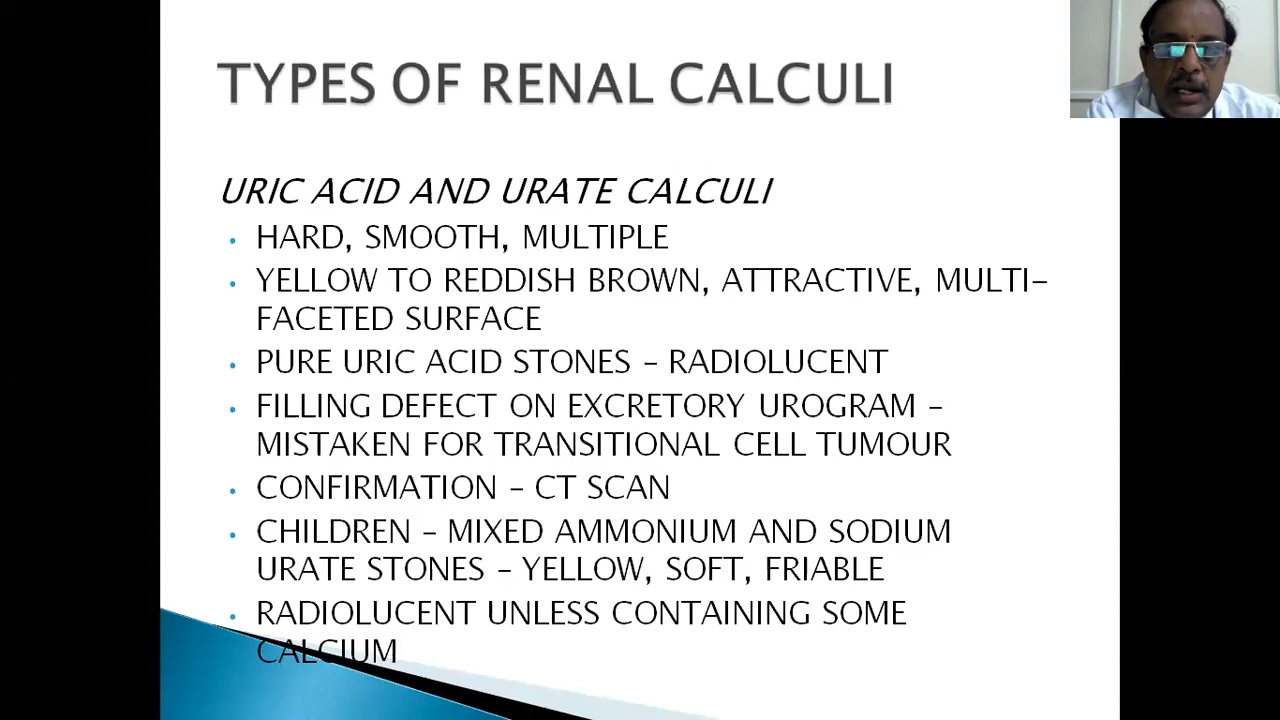 TYPES OF RENAL CALCULI
URIC ACID AND URATE CALCULI
• HARD, SMOOTH, MULTIPLE
• YELLOW TO REDDISH BROWN, ATTRACTIVE, MULTI-
FACETED SURFACE
• PURE URIC ACID STONES – RADIOLUCENT
• FILLING DEFECT ON EXCRETORY UROGRAM –
MISTAKEN FOR TRANSITIONAL CELL TUMOUR
• CONFIRMATION – CT SCAN
• CHILDREN – MIXED AMMONIUM AND SODIUM
URATE STONES – YELLOW, SOFT, FRIABLE
• RADIOLUCENT UNLESS CONTAINING SOME
CALCIUM